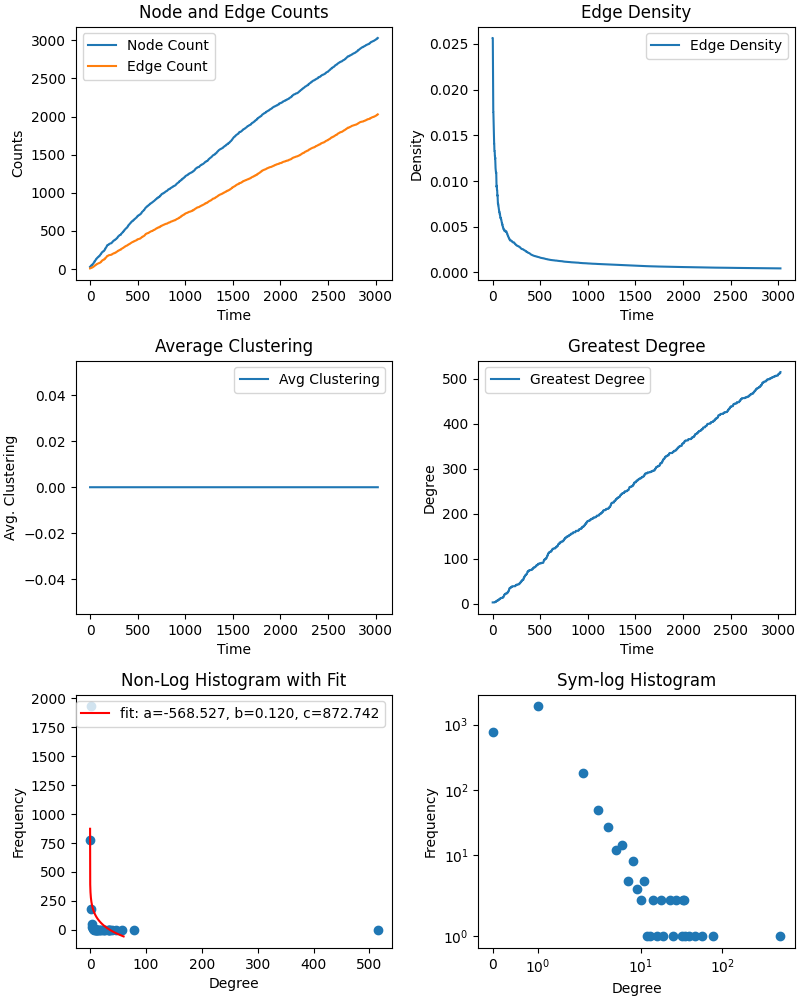 Node and Edge Counts
3000
2500
2000
1500
1000
500
0
Counts
Node Count
Edge Count
0 500 1000 1500 2000 2500 3000
Time
Edge Density
0.025
0.020
0.015
0.010
0.005
0.000
Density
Edge Density
0 500 1000 1500 2000 2500 3000
Time
Average Clustering
0.04
0.02
0.00
−0.02
−0.04
Avg. Clustering
Avg Clustering
0 500 1000 1500 2000 2500 3000
Time
Greatest Degree
500
400
300
200
100
0
Degree
Greatest Degree
0 500 1000 1500 2000 2500 3000
Time
Non-Log Histogram with Fit
2000
1750
1500
1250
1000
750
500
250
0
Frequency
fit: a=-568.527, b=0.120, c=872.742
0 100 200 300 400 500
Degree
Sym-log Histogram
10³
10²
10¹
10⁰
Frequency
0 10⁰ 10¹ 10²
Degree